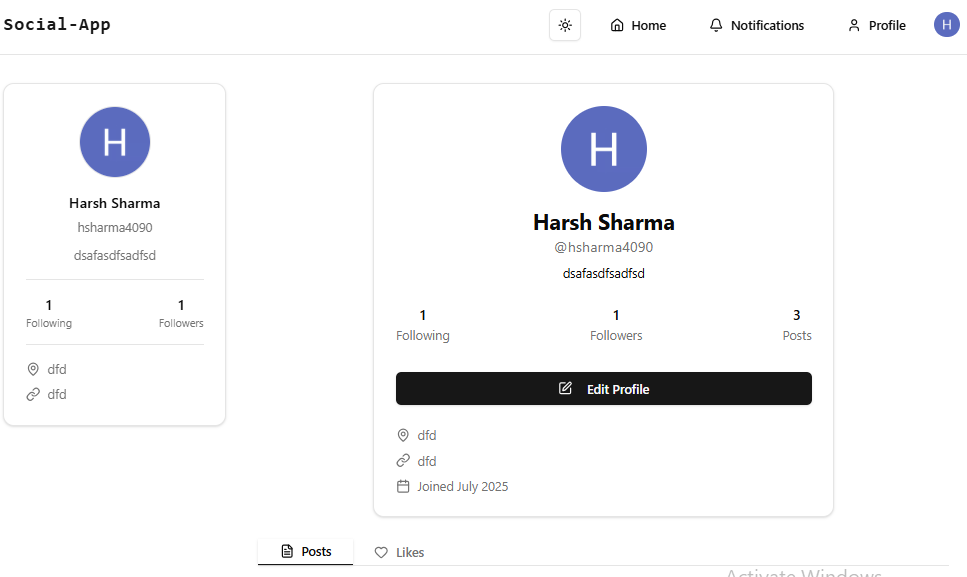 Social-App
Home
Notifications
Profile
H
H
Harsh Sharma
hsharma4090
dsafasdfsadfsd
1
1
Following
Followers
dfd
dfd
H
Harsh Sharma
@hsharma4090
dsafasdfsadfsd
1
1
3
Following
Followers
Posts
Edit Profile
dfd
dfd
Joined July 2025
Posts
Likes
Activate Windows